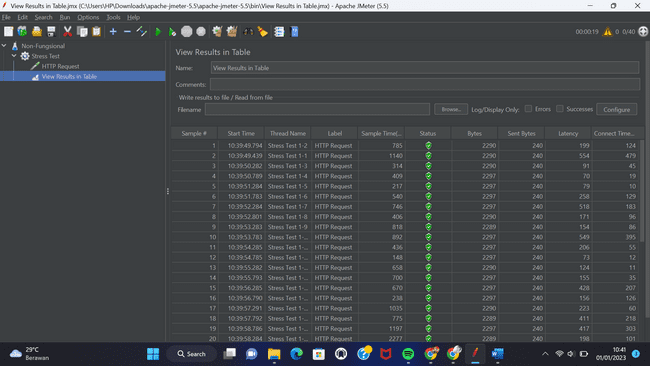 View Results in Table.jmx (C:\Users\HP\Downloads\apache-jmeter-5.5\apache-jmeter-5.5\bin\View Results in Table.jmx) - Apache JMeter (5.5)
File Edit Search Run Options Tools Help
00:00:19 0 0/40
Non-Fungsional
Stress Test
HTTP Request
View Results in Table
View Results in Table
Name: View Results in Table
Comments:
Write results to file / Read from file
Filename Browse... Log/Display Only: Errors Successes Configure
Sample # Start Time Thread Name Label Sample Time(... Status Bytes Sent Bytes Latency Connect Time...
1 10:39:49.794 Stress Test 1-2 HTTP Request 785 2290 240 199 124
2 10:39:49.439 Stress Test 1-1 HTTP Request 1140 2290 240 554 479
3 10:39:50.282 Stress Test 1-3 HTTP Request 314 2290 240 91 45
4 10:39:50.789 Stress Test 1-4 HTTP Request 409 2297 240 70 19
5 10:39:51.284 Stress Test 1-5 HTTP Request 217 2297 240 79 10
6 10:39:51.783 Stress Test 1-6 HTTP Request 540 2297 240 258 129
7 10:39:52.284 Stress Test 1-7 HTTP Request 746 2297 240 518 183
8 10:39:52.801 Stress Test 1-8 HTTP Request 406 2290 240 171 96
9 10:39:53.283 Stress Test 1-9 HTTP Request 818 2289 240 154 86
10 10:39:53.783 Stress Test 1-... HTTP Request 892 2297 240 549 395
11 10:39:54.285 Stress Test 1-... HTTP Request 436 2297 240 206 55
12 10:39:54.785 Stress Test 1-... HTTP Request 148 2297 240 73 12
13 10:39:55.282 Stress Test 1-... HTTP Request 658 2290 240 124 11
14 10:39:55.793 Stress Test 1-... HTTP Request 700 2297 240 155 35
15 10:39:56.285 Stress Test 1-... HTTP Request 670 2297 240 428 207
16 10:39:56.790 Stress Test 1-... HTTP Request 238 2297 240 156 126
17 10:39:57.291 Stress Test 1-... HTTP Request 1035 2297 240 223 60
18 10:39:57.792 Stress Test 1-... HTTP Request 775 2289 240 411 218
19 10:39:58.786 Stress Test 1-... HTTP Request 1197 2297 240 417 303
20 10:39:58.284 Stress Test 1-... HTTP Request 2277 2289 240 198 101
29°C
Berawan
Search
10:41
01/01/2023